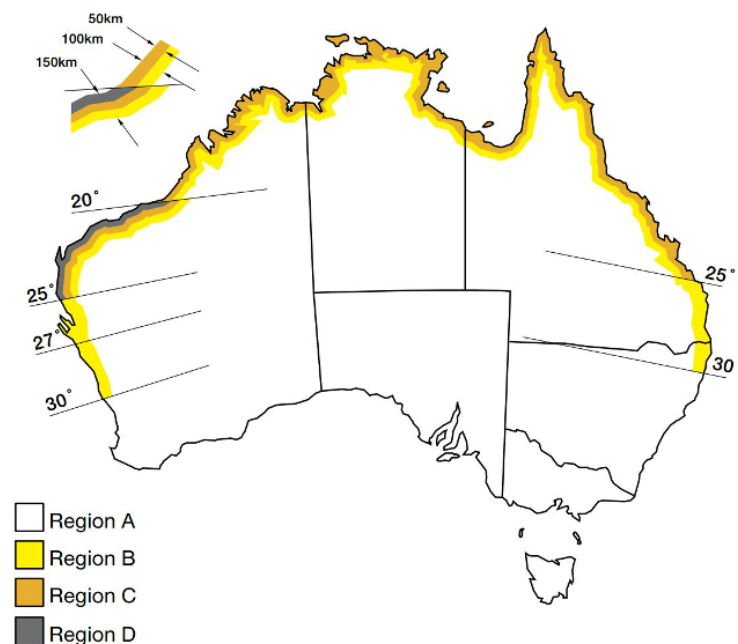 50km
100km
150km
20°
25°
27°
30°
25°
30
Region A
Region B
Region C
Region D